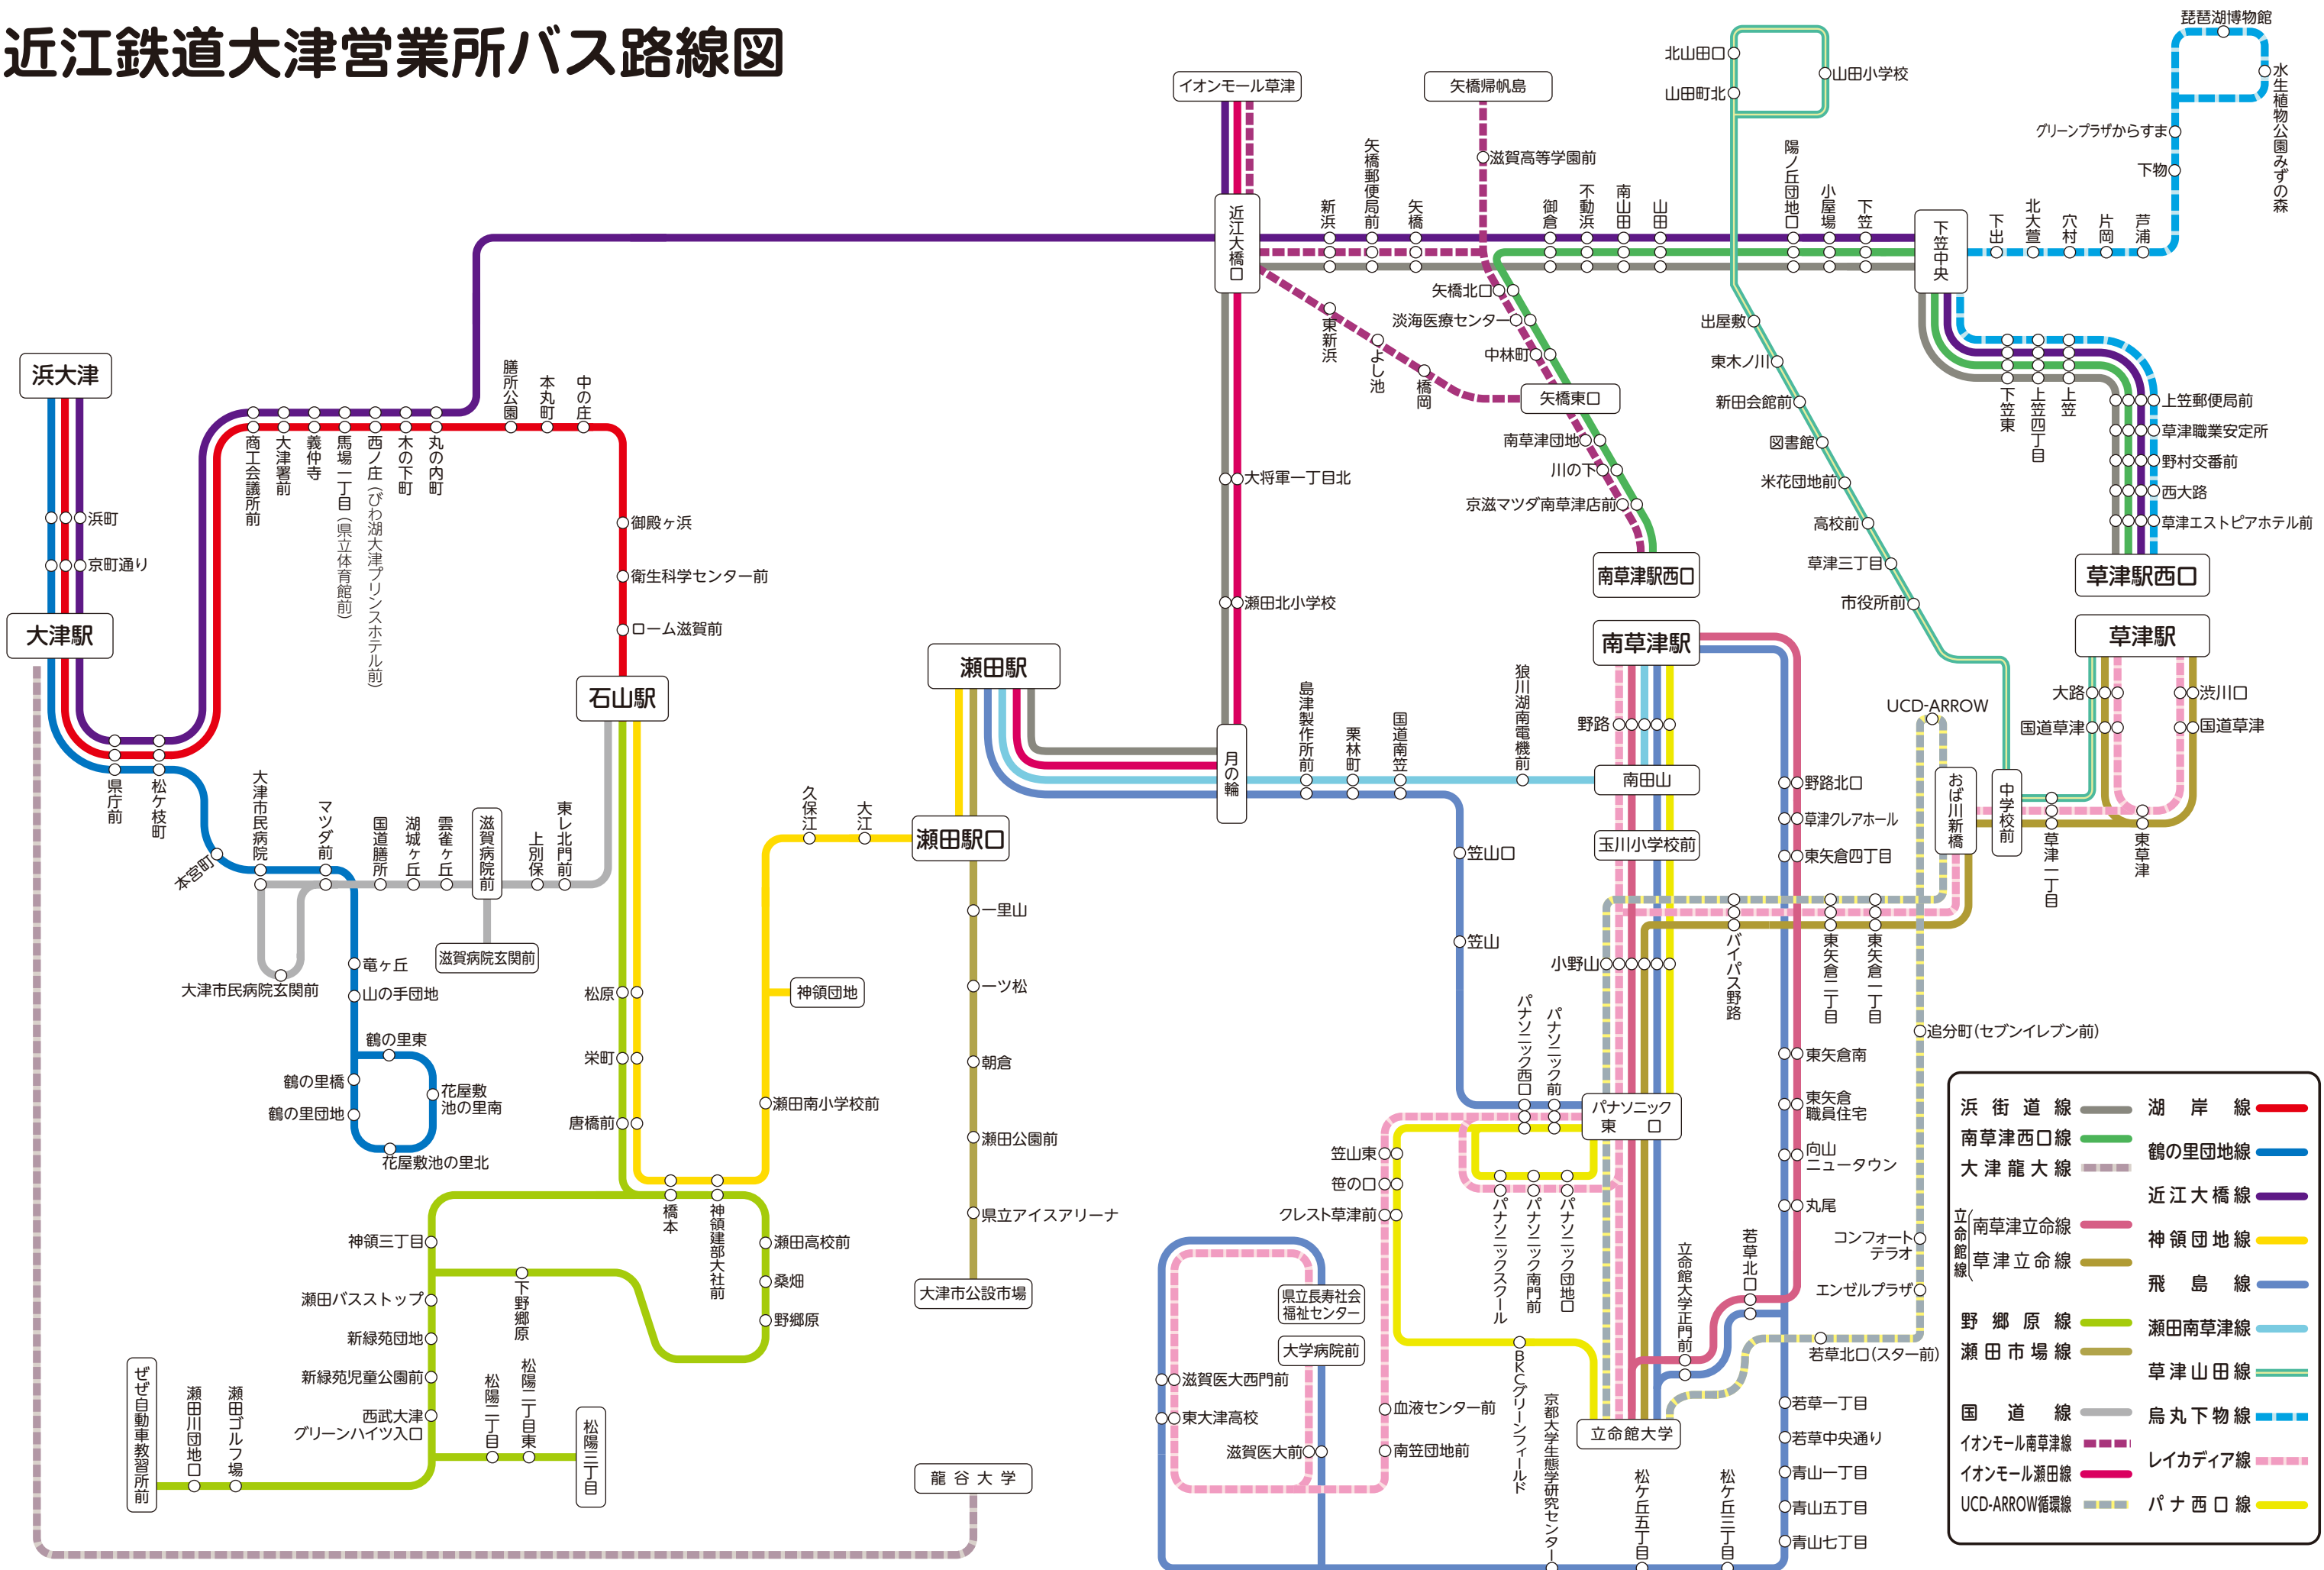 近江鉄道大津営業所バス路線図
浜大津
浜町
京町通り
大津駅
県庁前
松ケ枝町
本宮町
商工会議所前
大津署前
義仲寺
馬場一丁目(県立体育館前)
西ノ庄(びわ湖大津プリンスホテル前)
木の下町
丸の内町
膳所公園
本丸町
中の庄
御殿ヶ浜
衛生科学センター前
ローム滋賀前
石山駅
大津市民病院
マツダ前
国道膳所
湖城ヶ丘
雲雀ヶ丘
滋賀病院前
上別保
東レ北門前
滋賀病院玄関前
大津市民病院玄関前
竜ヶ丘
山の手団地
鶴の里東
鶴の里橋
鶴の里団地
花屋敷
池の里南
花屋敷池の里北
松原
栄町
唐橋前
橋本
神領建部大社前
神領三丁目
瀬田バスストップ
新緑苑団地
新緑苑児童公園前
西武大津
グリーンハイツ入口
下野郷原
松陽二丁目
松陽二丁目東
松陽三丁目
ぜぜ自動車教習所前
瀬田川団地口
瀬田ゴルフ場
瀬田高校前
桑畑
野郷原
瀬田南小学校前
神領団地
久保江
大江
瀬田駅
瀬田駅口
一里山
一ツ松
朝倉
瀬田公園前
県立アイスアリーナ
大津市公設市場
龍谷大学
イオンモール草津
近江大橋口
大将軍一丁目北
瀬田北小学校
月の輪
新浜
矢橋郵便局前
矢橋
東新浜
よし池
橋岡
矢橋帰帆島
滋賀高等学園前
御倉
不動浜
南山田
山田
陽ノ丘団地口
小屋場
下笠
下笠中央
矢橋北口
淡海医療センター
中林町
矢橋東口
南草津団地
川の下
京滋マツダ南草津店前
南草津駅西口
北山田口
山田町北
山田小学校
出屋敷
東木ノ川
新田会館前
図書館
米花団地前
高校前
草津三丁目
市役所前
下出
北大萱
穴村
片岡
芦浦
下物
グリーンプラザからすま
琵琶湖博物館
水生植物公園みずの森
下笠東
上笠四丁目
上笠
上笠郵便局前
草津職業安定所
野村交番前
西大路
草津エストピアホテル前
草津駅西口
草津駅
大路
国道草津
渋川口
国道草津
中学校前
おば川新橋
草津一丁目
東草津
UCD-ARROW
島津製作所前
栗林町
国道南笠
狼川湖南電機前
南草津駅
野路
南田山
玉川小学校前
野路北口
草津クレアホール
東矢倉四丁目
バイパス野路
東矢倉二丁目
東矢倉一丁目
小野山
笠山口
笠山
パナソニック西口
パナソニック前
パナソニック
東口
パナソニックスクール
パナソニック南門前
パナソニック団地口
笠山東
笹の口
クレスト草津前
県立長寿社会
福祉センター
大学病院前
滋賀医大西門前
東大津高校
滋賀医大前
血液センター前
南笠団地前
BKCグリーンフィールド
京都大学生態学研究センター
立命館大学
立命館大学正門前
若草北口
東矢倉南
東矢倉
職員住宅
向山
ニュータウン
丸尾
追分町(セブンイレブン前)
コンフォート
テラオ
エンゼルプラザ
若草北口(スター前)
若草一丁目
若草中央通り
青山一丁目
青山五丁目
青山七丁目
松ケ丘五丁目
松ケ丘三丁目
浜街道線
南草津西口線
大津龍大線
立命館線
南草津立命線
草津立命線
野郷原線
瀬田市場線
国道線
イオンモール南草津線
イオンモール瀬田線
UCD-ARROW循環線
湖岸線
鶴の里団地線
近江大橋線
神領団地線
飛島線
瀬田南草津線
草津山田線
烏丸下物線
レイカディア線
パナ西口線